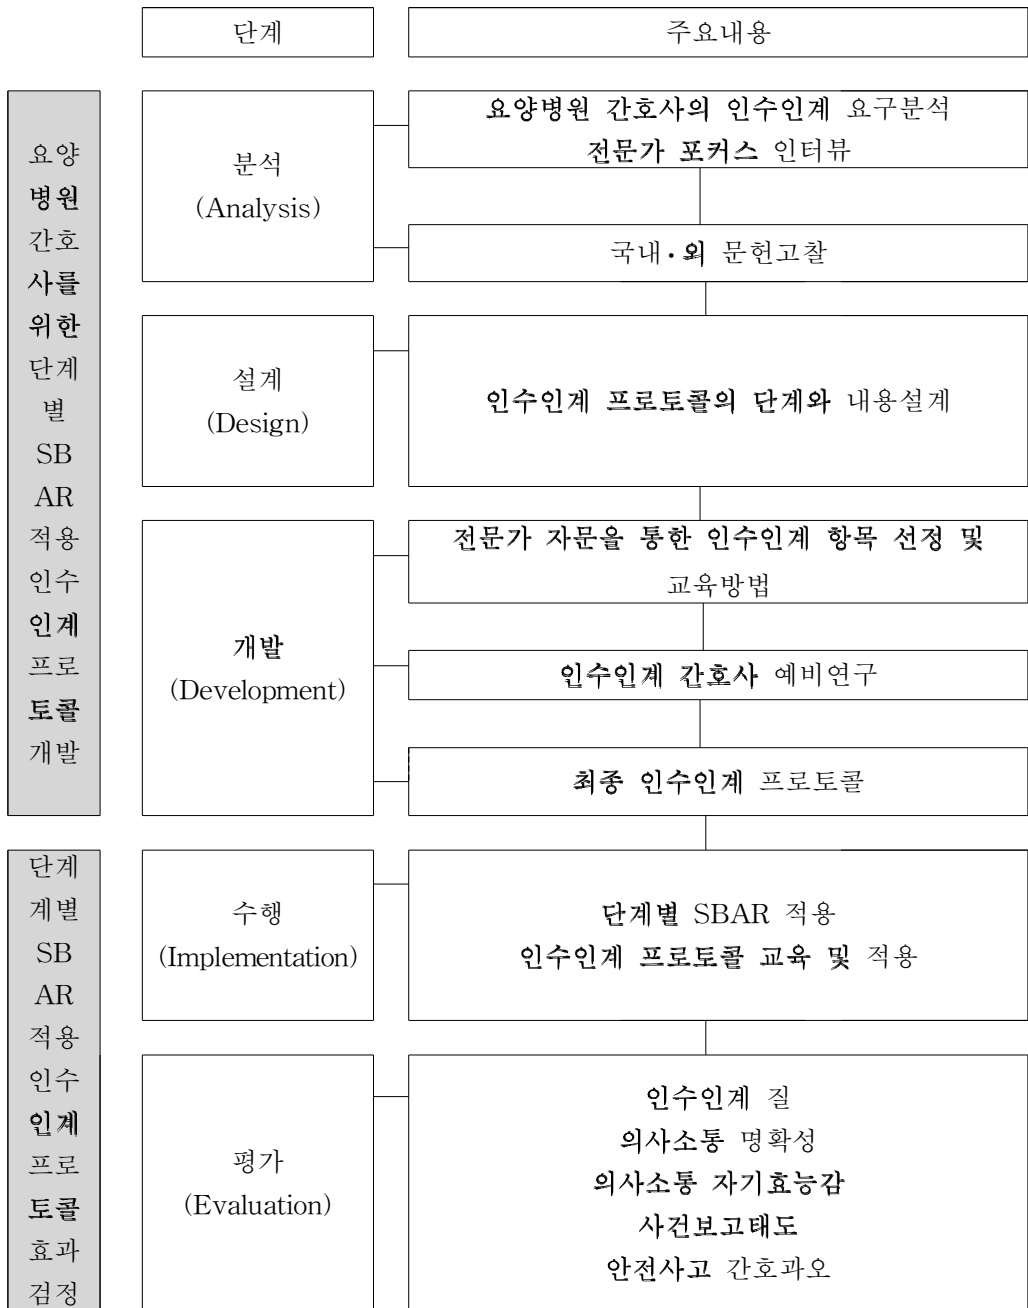 단계
주요내용
요양
병원
간호
사를
위한
단계
별
SB
AR
적용
인수
인계
프로
토콜
개발
분석
(Analysis)
요양병원 간호사의 인수인계 요구분석
전문가 포커스 인터뷰
국내·외 문헌고찰
설계
(Design)
인수인계 프로토콜의 단계와 내용설계
개발
(Development)
전문가 자문을 통한 인수인계 항목 선정 및
교육방법
인수인계 간호사 예비연구
최종 인수인계 프로토콜
단계
계별
SB
AR
적용
인수
인계
프로
토콜
효과
검정
수행
(Implementation)
단계별 SBAR 적용
인수인계 프로토콜 교육 및 적용
평가
(Evaluation)
인수인계 질
의사소통 명확성
의사소통 자기효능감
사건보고태도
안전사고 간호과오